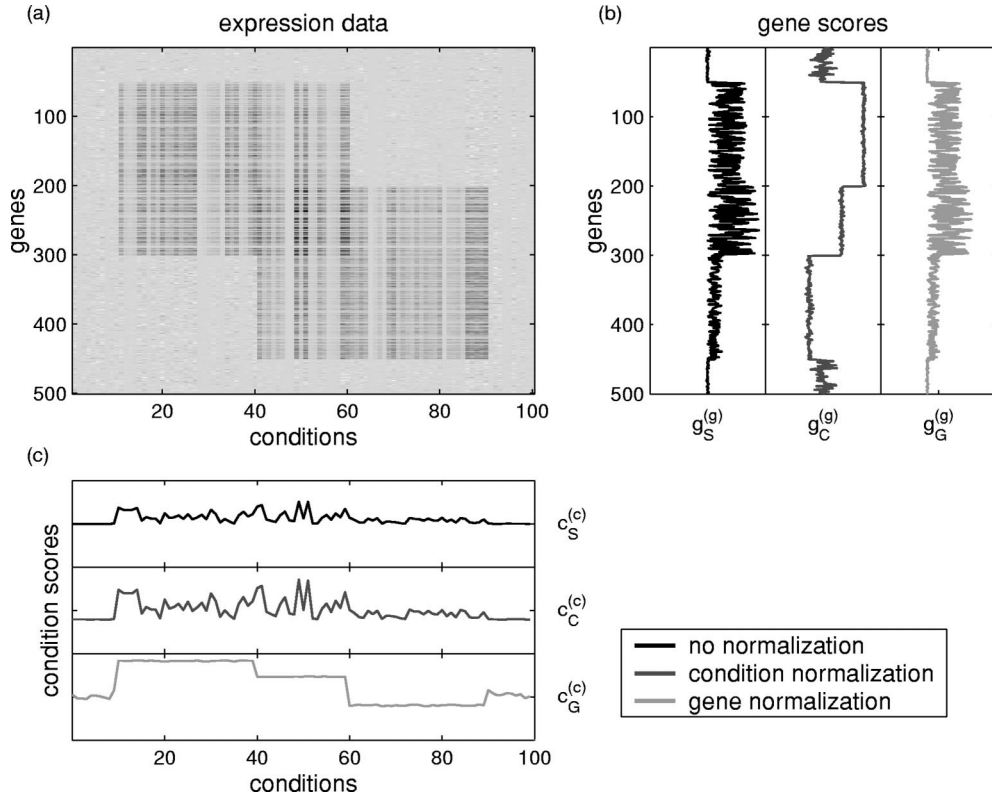 (a)
expression data
genes
100
200
300
400
500
20
40
60
80
100
conditions
(b)
gene scores
genes
100
200
300
400
500
g_S^(g)
g_C^(g)
g_G^(g)
(c)
condition scores
c_S^(c)
c_C^(c)
c_G^(c)
0
20
40
60
80
100
conditions
no normalization
condition normalization
gene normalization